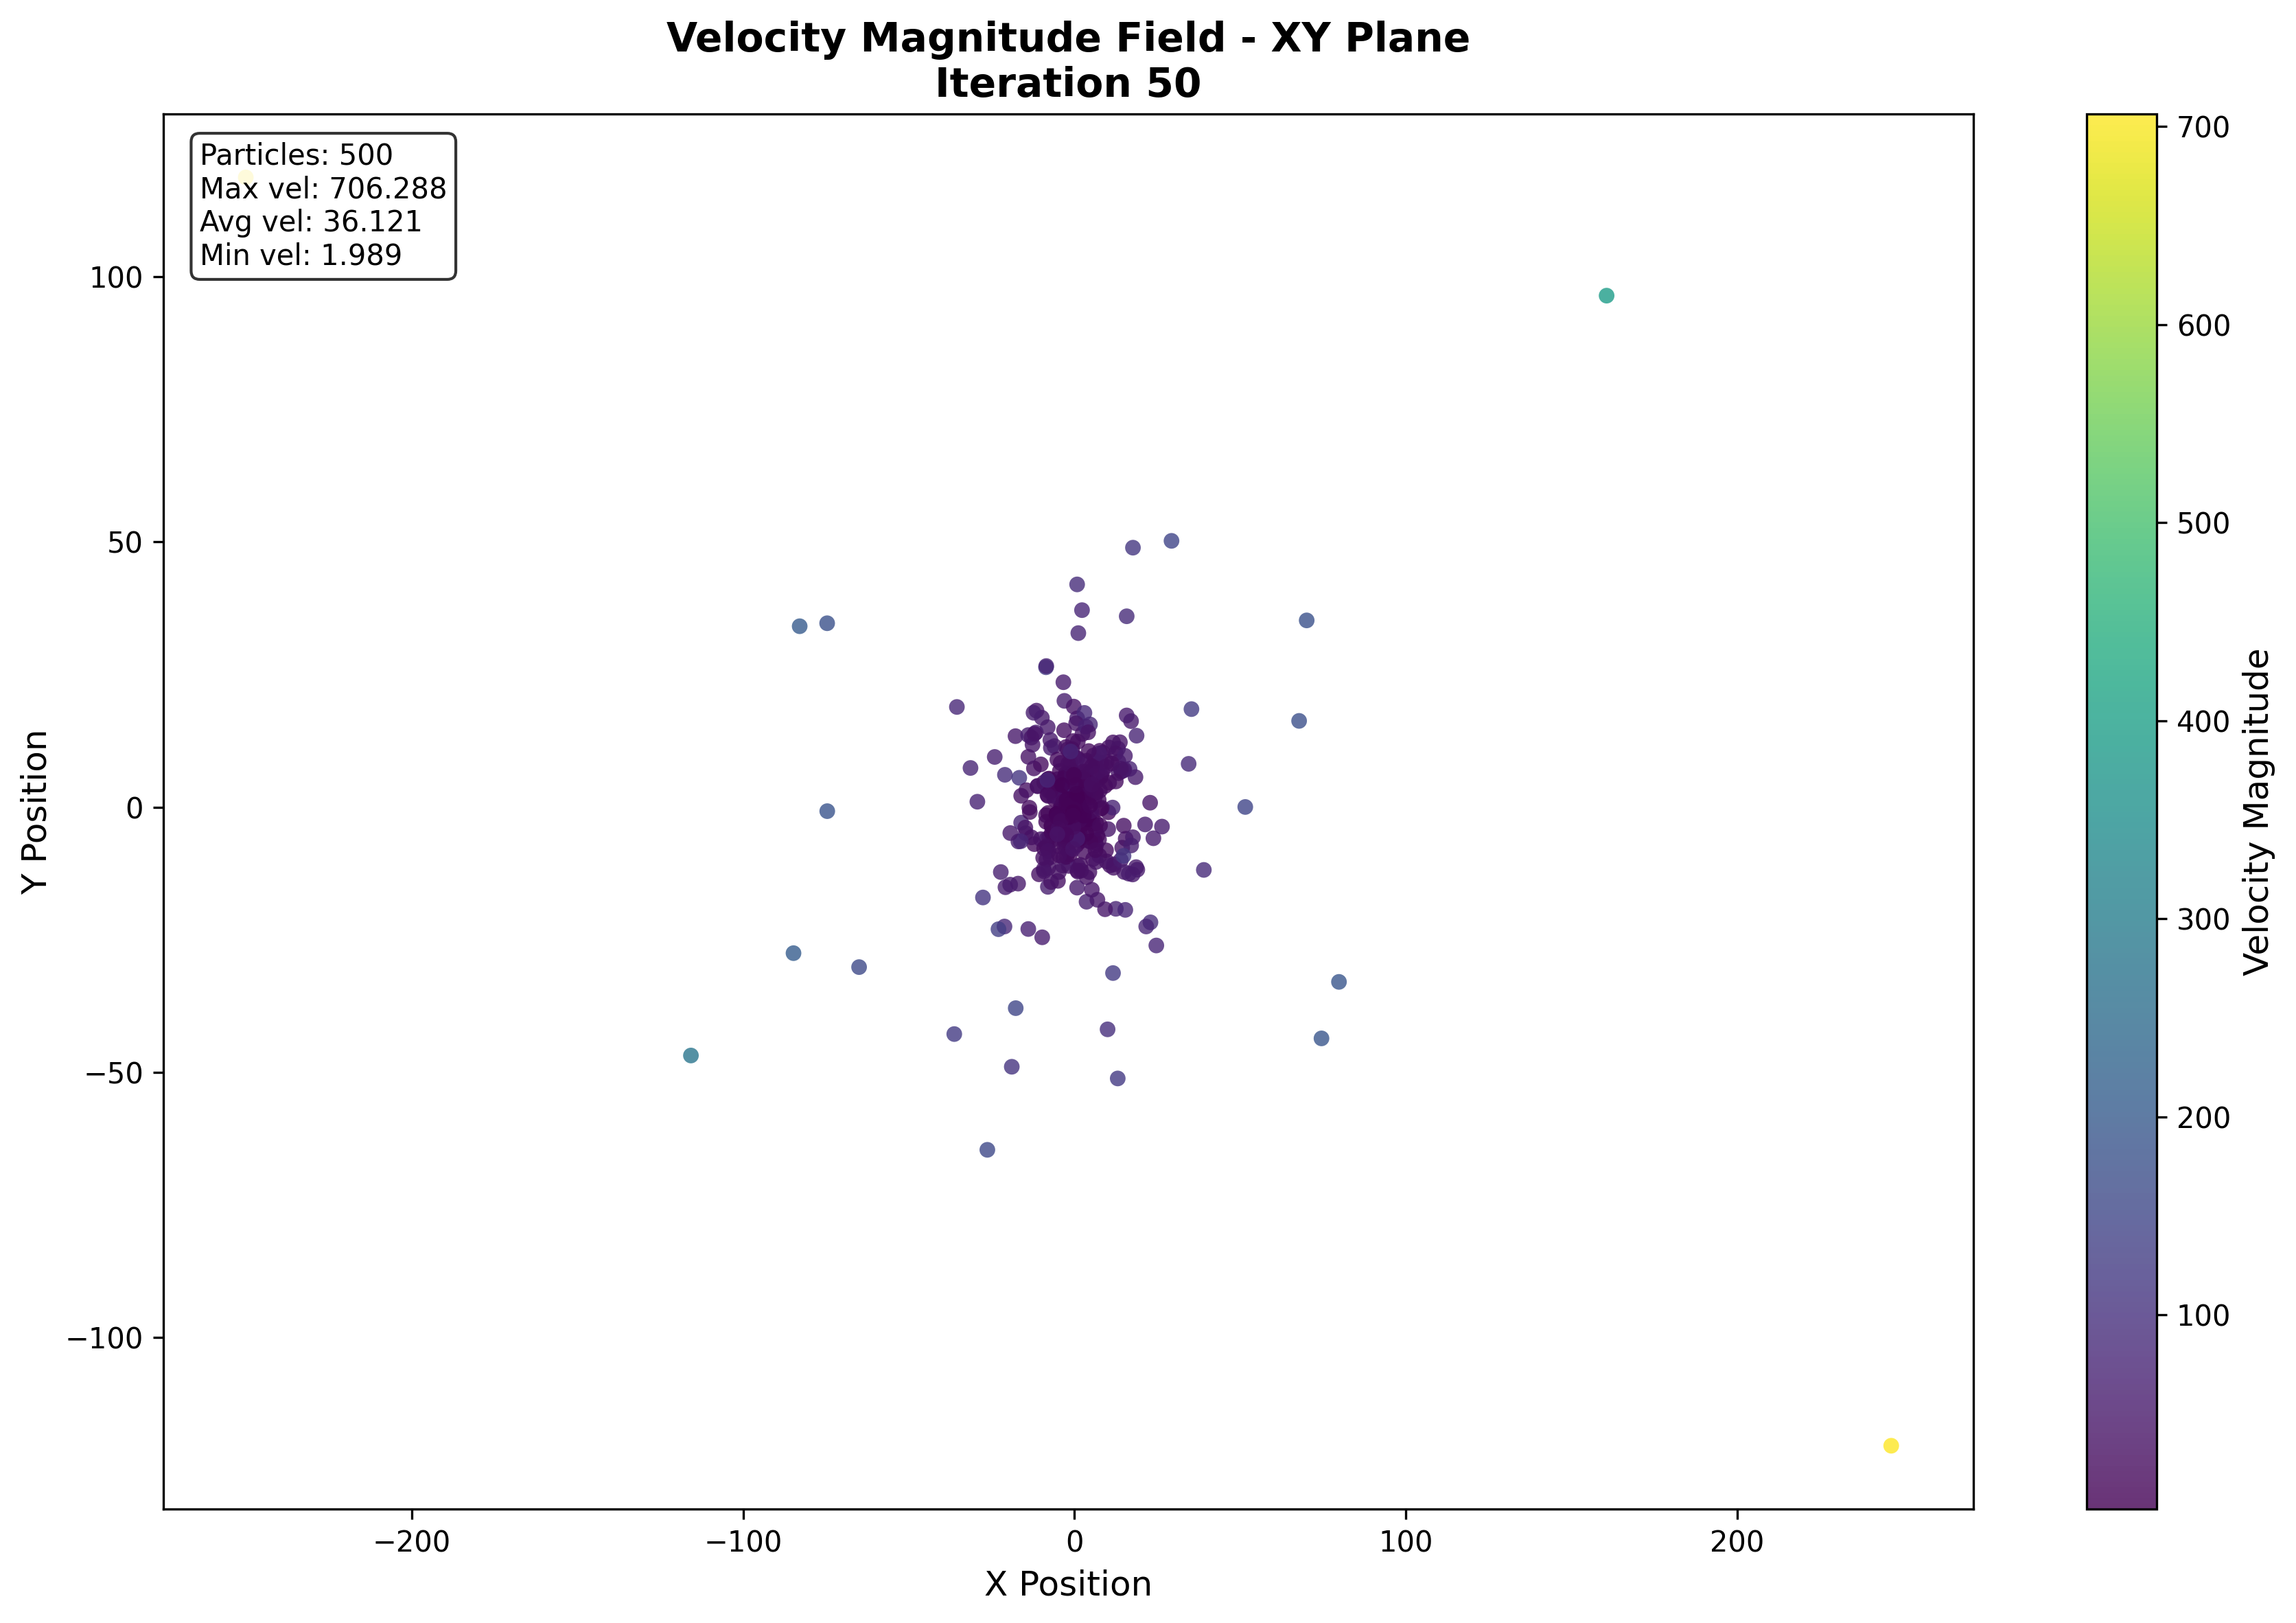 Velocity Magnitude Field - XY Plane
Iteration 50
Particles: 500
Max vel: 706.288
Avg vel: 36.121
Min vel: 1.989
100
50
0
−50
−100
Y Position
−200
−100
0
100
200
X Position
700
600
500
400
300
200
100
Velocity Magnitude